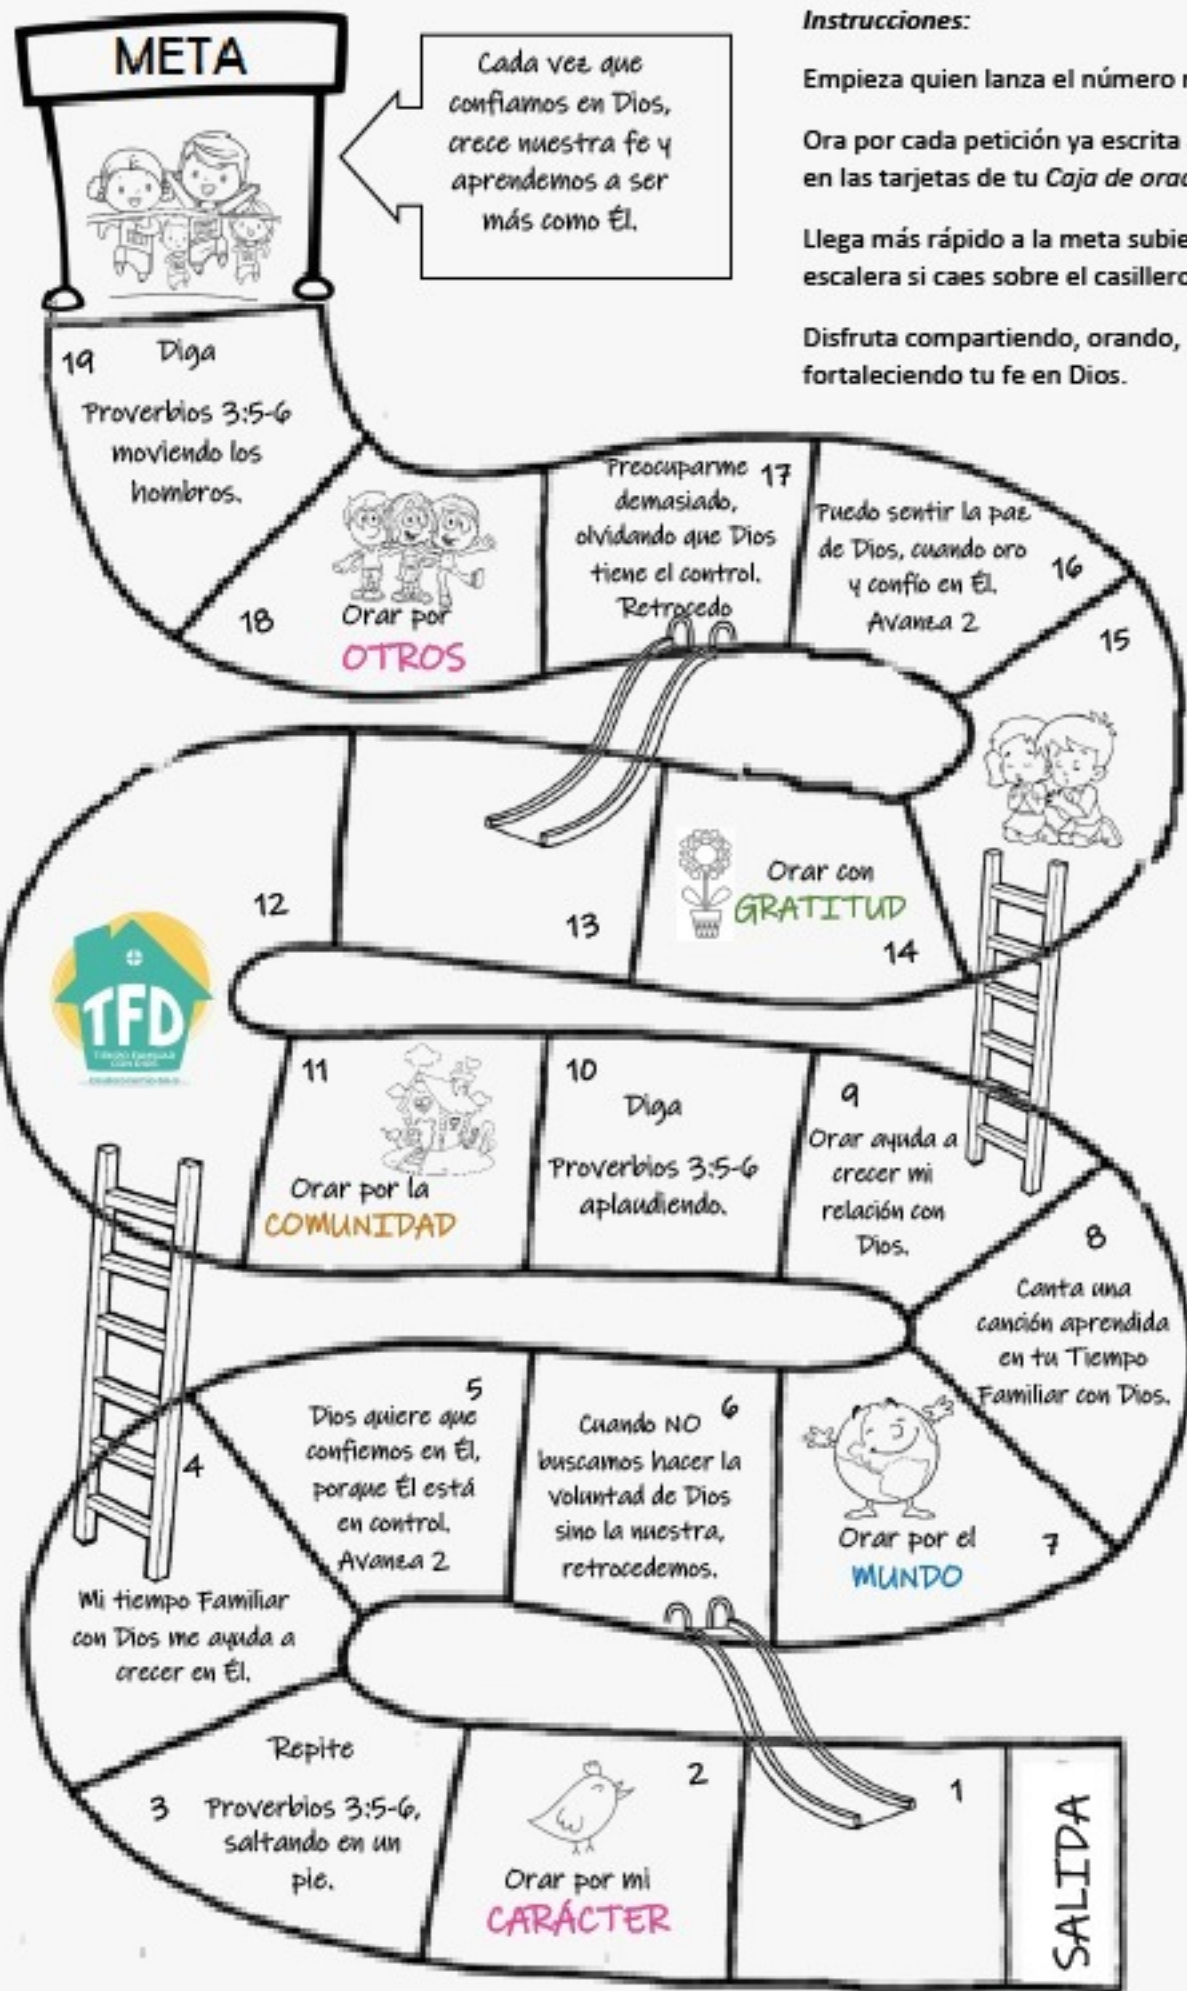 META
Cada vez que
confiamos en Dios,
crece nuestra fe y
aprendemos a ser
más como Él.
Instrucciones:
Empieza quien lanza el número
Ora por cada petición ya escrita
en las tarjetas de tu Caja de
Llega más rápido a la meta
escalera si caes sobre el casillero
Disfruta compartiendo, orando,
fortaleciendo tu fe en Dios.
19
Diga
Proverbios 3:5-6
moviendo los
hombros.
18
Orar por
OTROS
Preocuparme 17
demasiado,
olvidando que Dios
tiene el control.
Retrocedo
Puedo sentir la paz
de Dios, cuando oro
y confío en Él.
Avanza 2
16
15
Orar con
GRATITUD
14
13
12
TFD
11
Orar por la
COMUNIDAD
10
Diga
Proverbios 3:5-6
aplaudiendo.
9
Orar ayuda a
crecer mi
relación con
Dios.
8
Canta una
canción aprendida
en tu Tiempo
Familiar con Dios.
7
Orar por el
MUNDO
6
Cuando NO
buscamos hacer la
voluntad de Dios
sino la nuestra,
retrocedemos.
5
Dios quiere que
confiemos en Él,
porque Él está
en control.
Avanza 2
4
Mi tiempo Familiar
con Dios me ayuda a
crecer en Él.
3
Repite
Proverbios 3:5-6,
saltando en un
pie.
2
Orar por mi
CARÁCTER
1
SALIDA